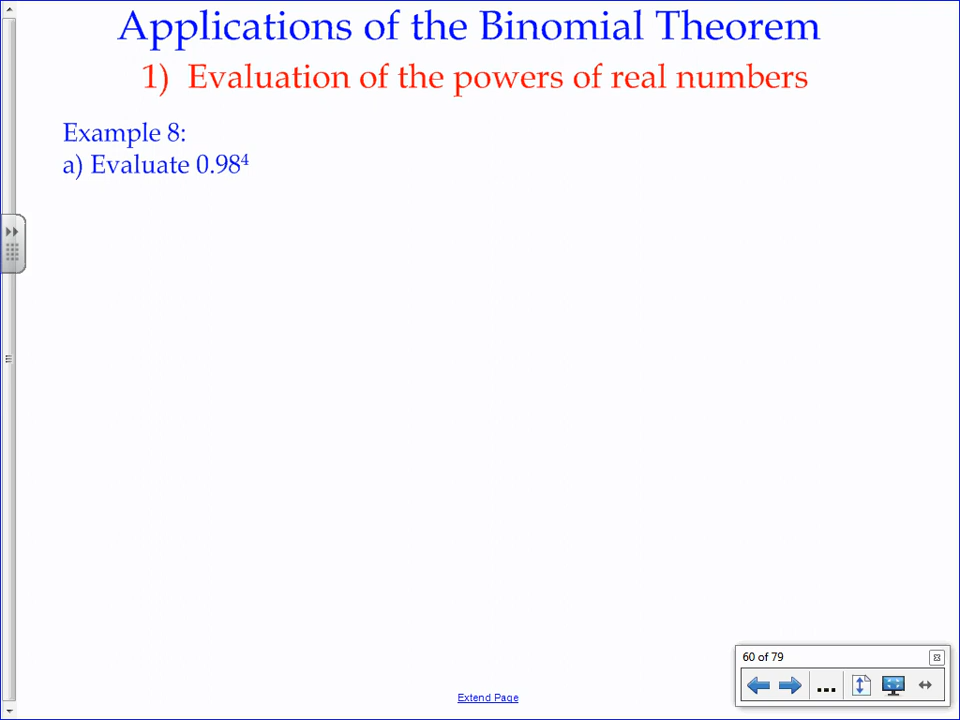 Applications of the Binomial Theorem
1) Evaluation of the powers of real numbers
Example 8:
a) Evaluate 0.98⁴
60 of 79
...
Extend Page